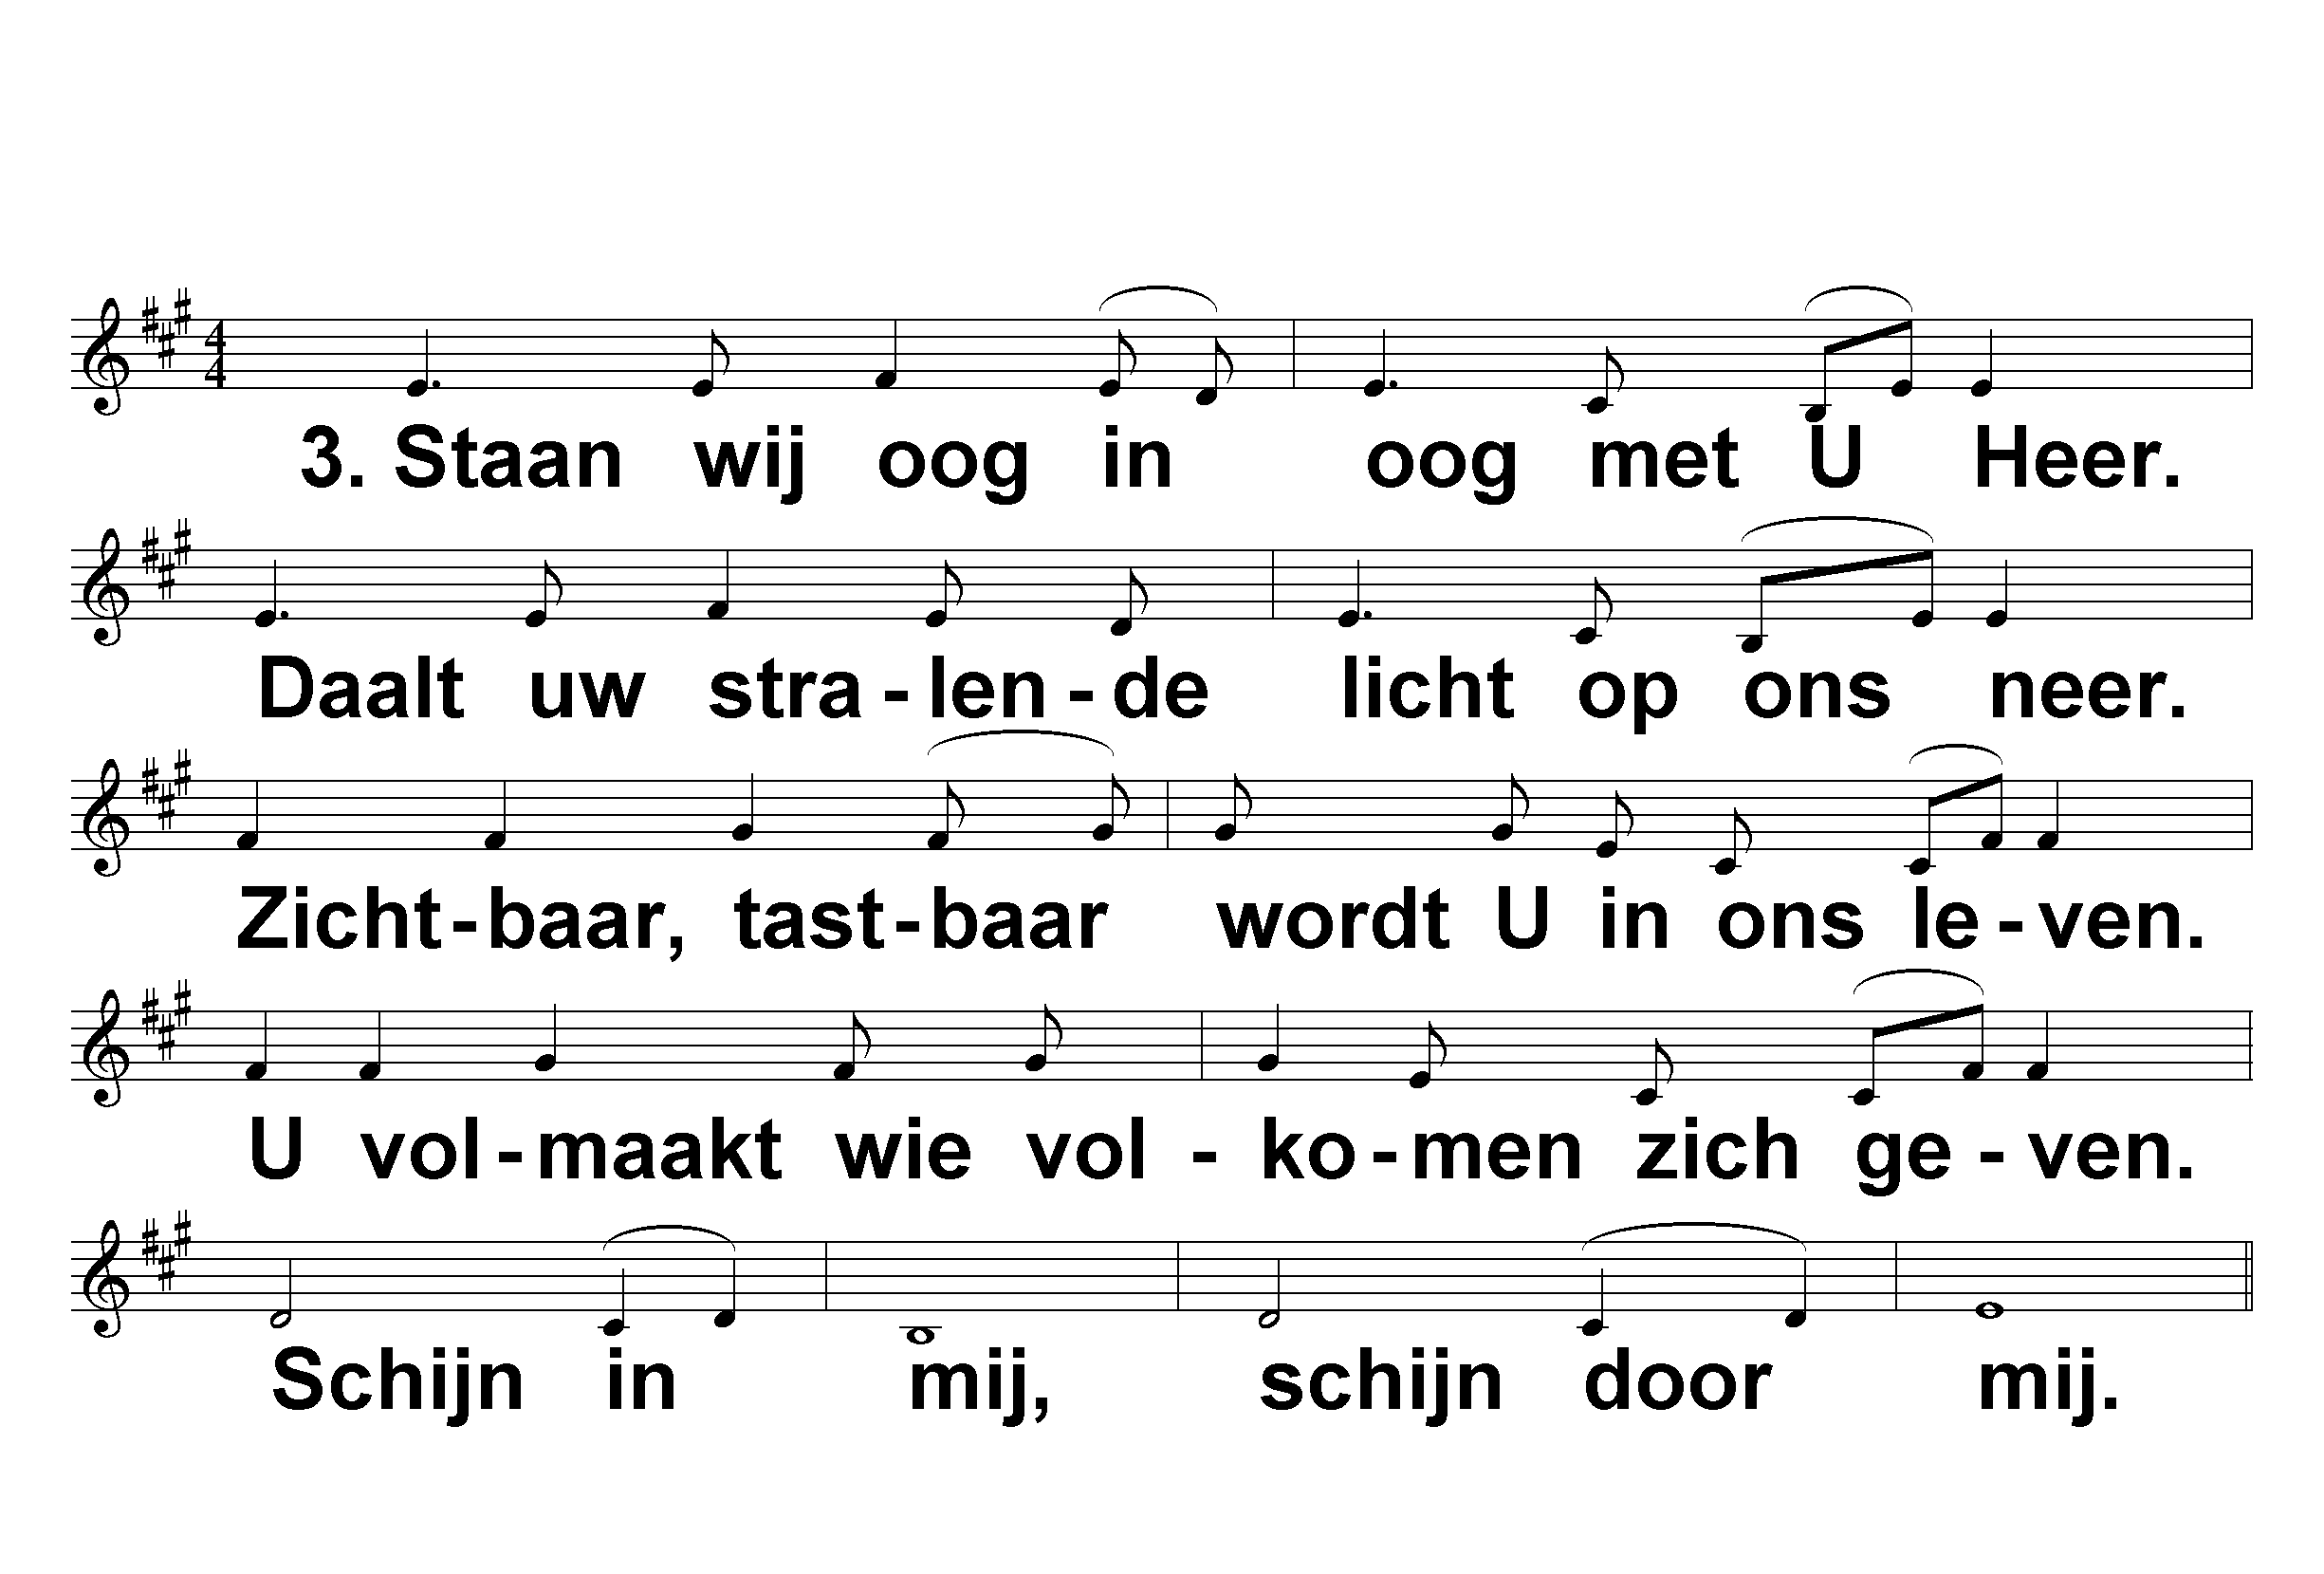 3. Staan wij oog in oog met U Heer.
Daalt uw stra - len - de licht op ons neer.
Zicht - baar, tast - baar wordt U in ons le - ven.
U vol - maakt wie vol - ko - men zich ge - ven.
Schijn in mij, schijn door mij.